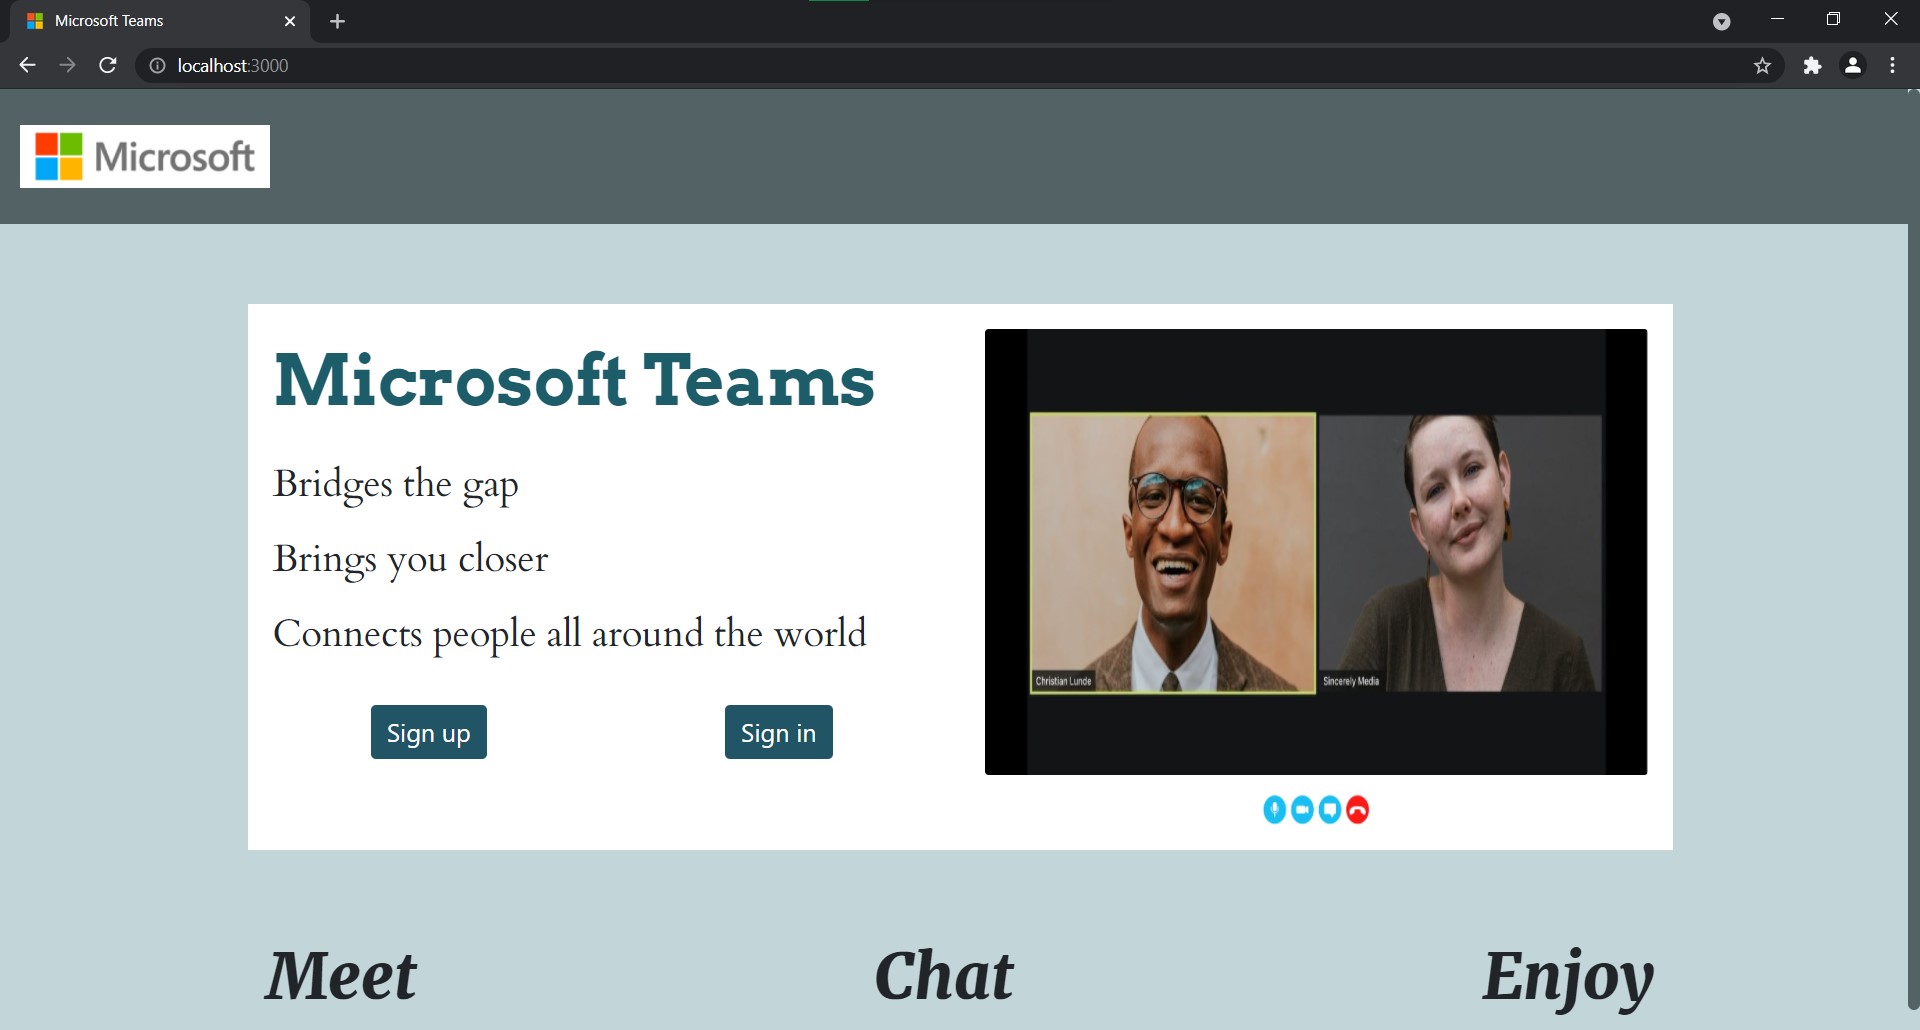 Microsoft Teams
localhost:3000
Microsoft
Microsoft Teams
Bridges the gap
Brings you closer
Connects people all around the world
Sign up
Sign in
Christian Lunde
Sincerely Media
Meet
Chat
Enjoy